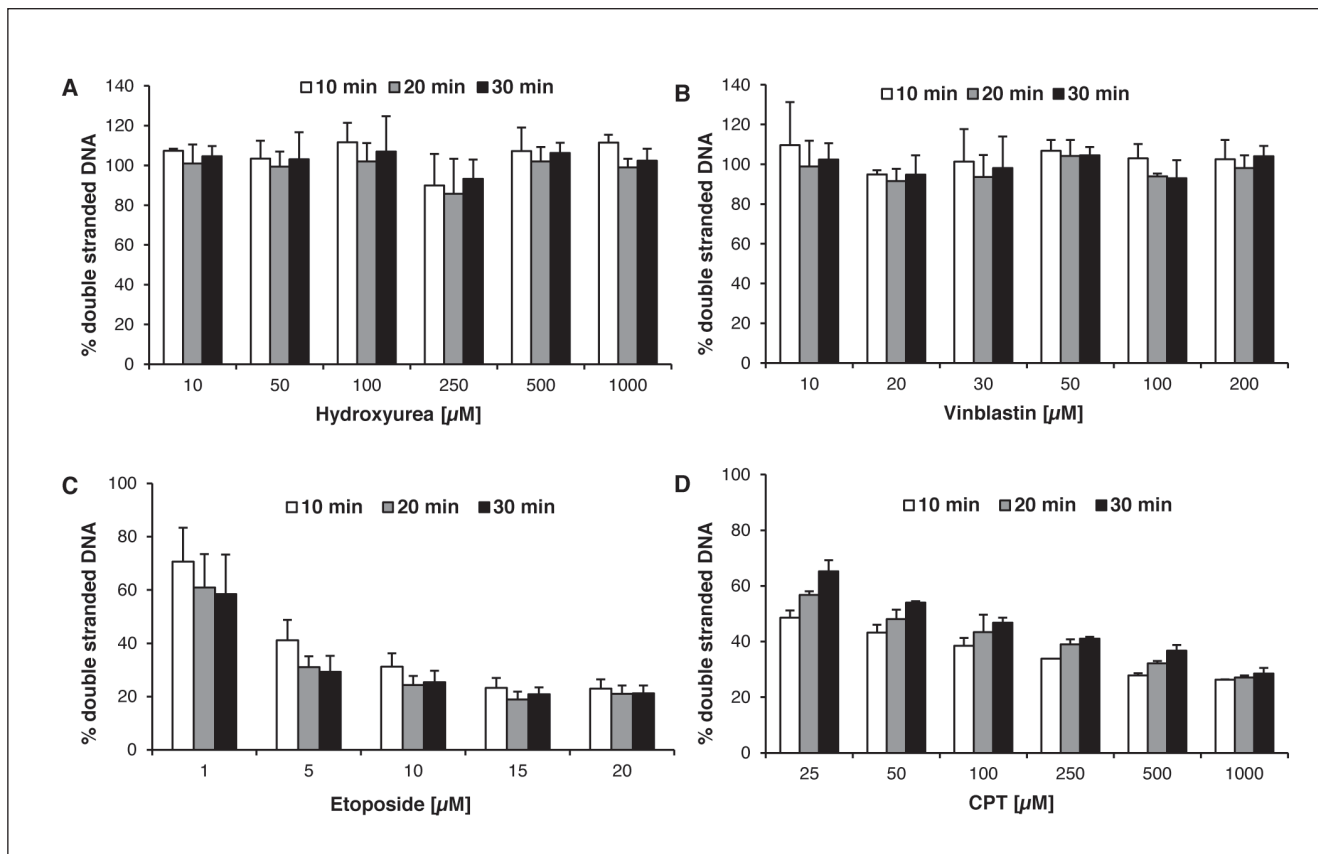 A
10 min 20 min 30 min
% double stranded DNA
140
120
100
80
60
40
20
0
10 50 100 250 500 1000
Hydroxyurea [µM]
B
10 min 20 min 30 min
% double stranded DNA
140
120
100
80
60
40
20
0
10 20 30 50 100 200
Vinblastin [µM]
C
10 min 20 min 30 min
% double stranded DNA
100
80
60
40
20
0
1 5 10 15 20
Etoposide [µM]
D
10 min 20 min 30 min
% double stranded DNA
100
80
60
40
20
0
25 50 100 250 500 1000
CPT [µM]